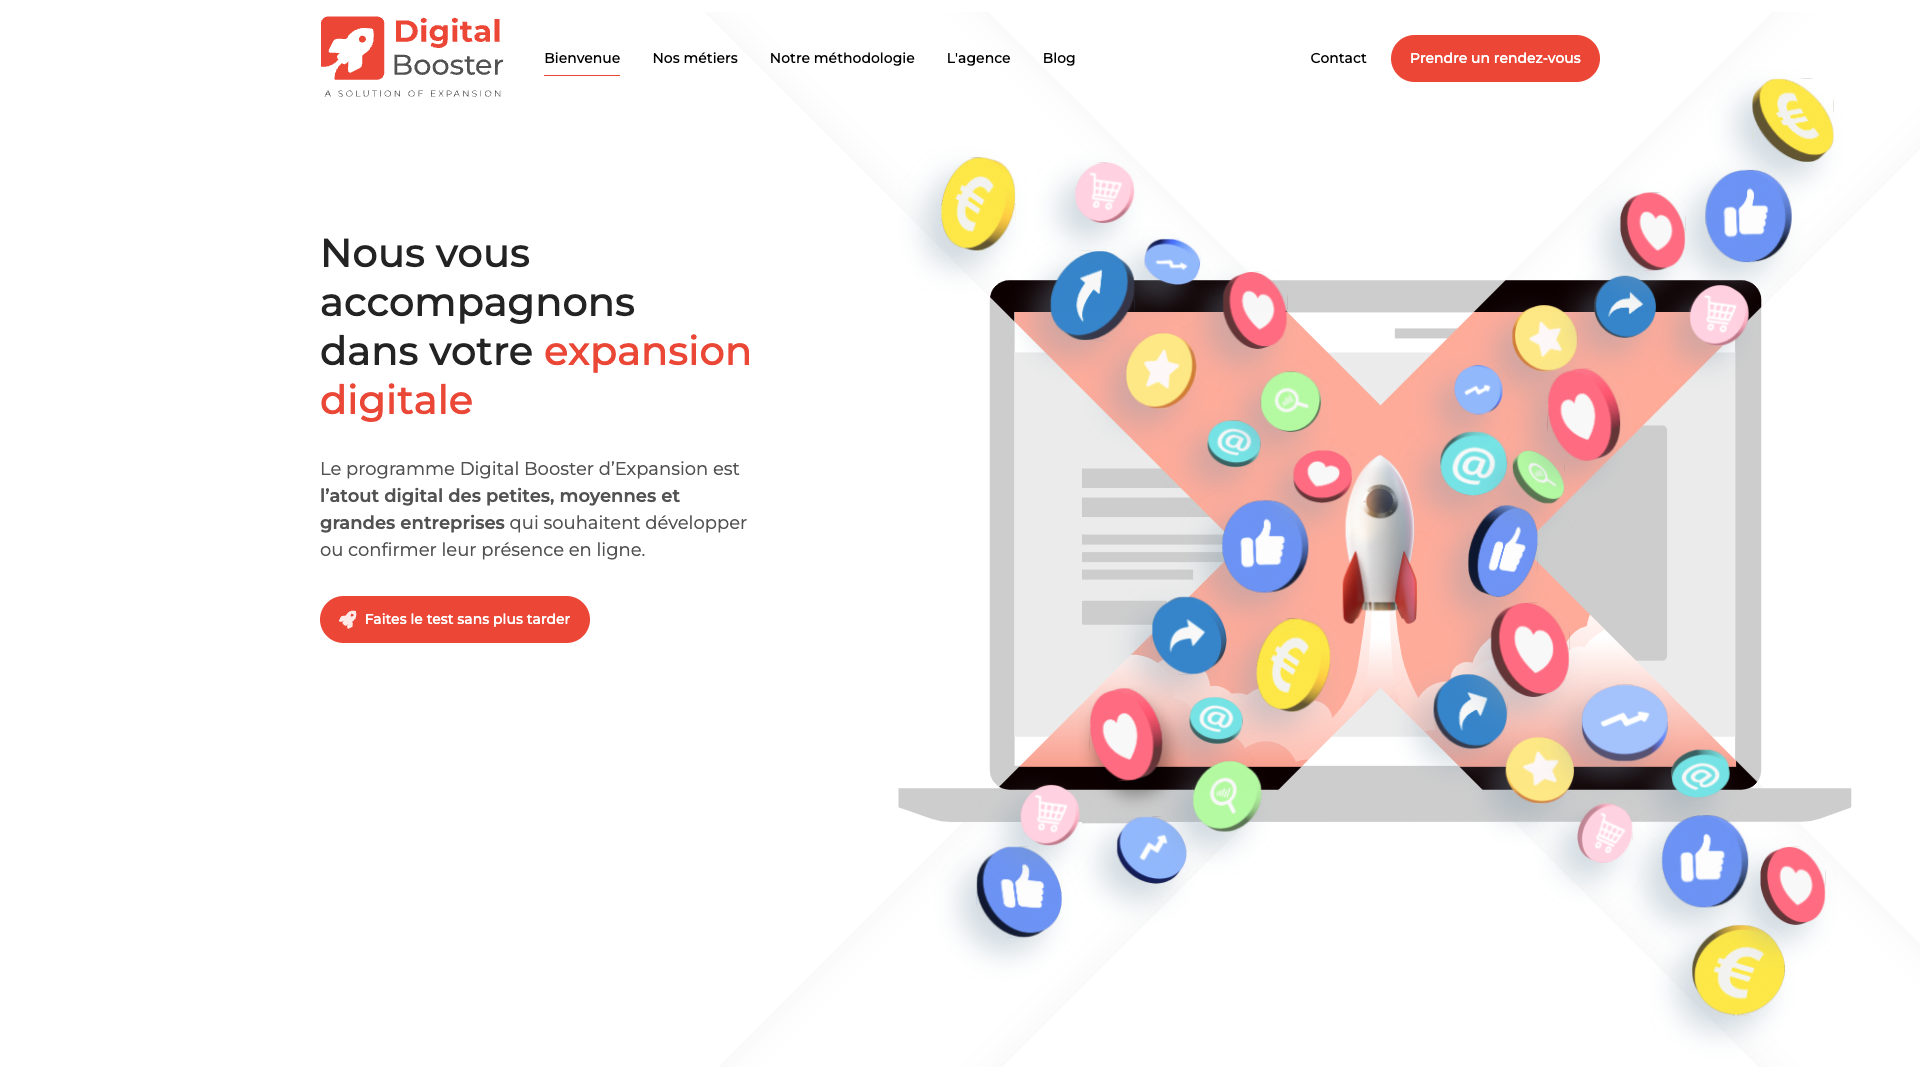 Digital
Booster
A SOLUTION OF EXPANSION
Bienvenue
Nos métiers
Notre méthodologie
L'agence
Blog
Contact
Prendre un rendez-vous
Nous vous
accompagnons
dans votre expansion
digitale
Le programme Digital Booster d’Expansion est
l’atout digital des petites, moyennes et
grandes entreprises qui souhaitent développer
ou confirmer leur présence en ligne.
Faites le test sans plus tarder